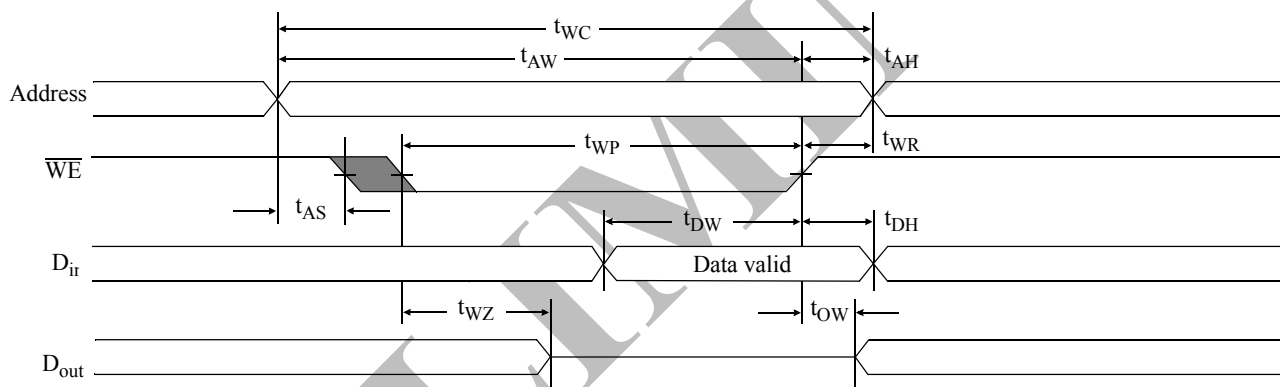 tWC
tAW
tAH
Address
tWP
tWR
WE
tAS
tDW
tDH
Din
Data valid
tWZ
tOW
Dout